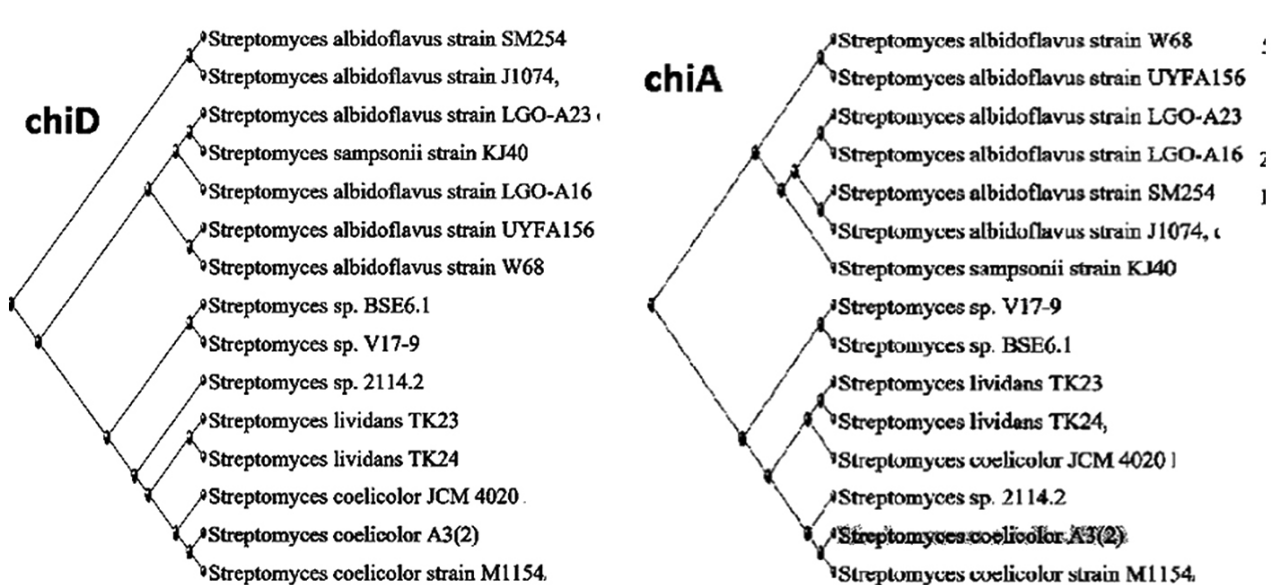 chiD
Streptomyces albidoflavus strain SM254
Streptomyces albidoflavus strain J1074,
Streptomyces albidoflavus strain LGO-A23
Streptomyces sampsonii strain KJ40
Streptomyces albidoflavus strain LGO-A16
Streptomyces albidoflavus strain UYFA156
Streptomyces albidoflavus strain W68
Streptomyces sp. BSE6.1
Streptomyces sp. V17-9
Streptomyces sp. 2114.2
Streptomyces lividans TK23
Streptomyces lividans TK24
Streptomyces coelicolor JCM 4020
Streptomyces coelicolor A3(2)
Streptomyces coelicolor strain M1154,
chiA
Streptomyces albidoflavus strain W68
Streptomyces albidoflavus strain UYFA156
Streptomyces albidoflavus strain LGO-A23
Streptomyces albidoflavus strain LGO-A16
Streptomyces albidoflavus strain SM254
Streptomyces albidoflavus strain J1074,
Streptomyces sampsonii strain KJ40
Streptomyces sp. V17-9
Streptomyces sp. BSE6.1
Streptomyces lividans TK23
Streptomyces lividans TK24,
Streptomyces coelicolor JCM 4020
Streptomyces sp. 2114.2
Streptomyces coelicolor A3(2)
Streptomyces coelicolor strain M1154,